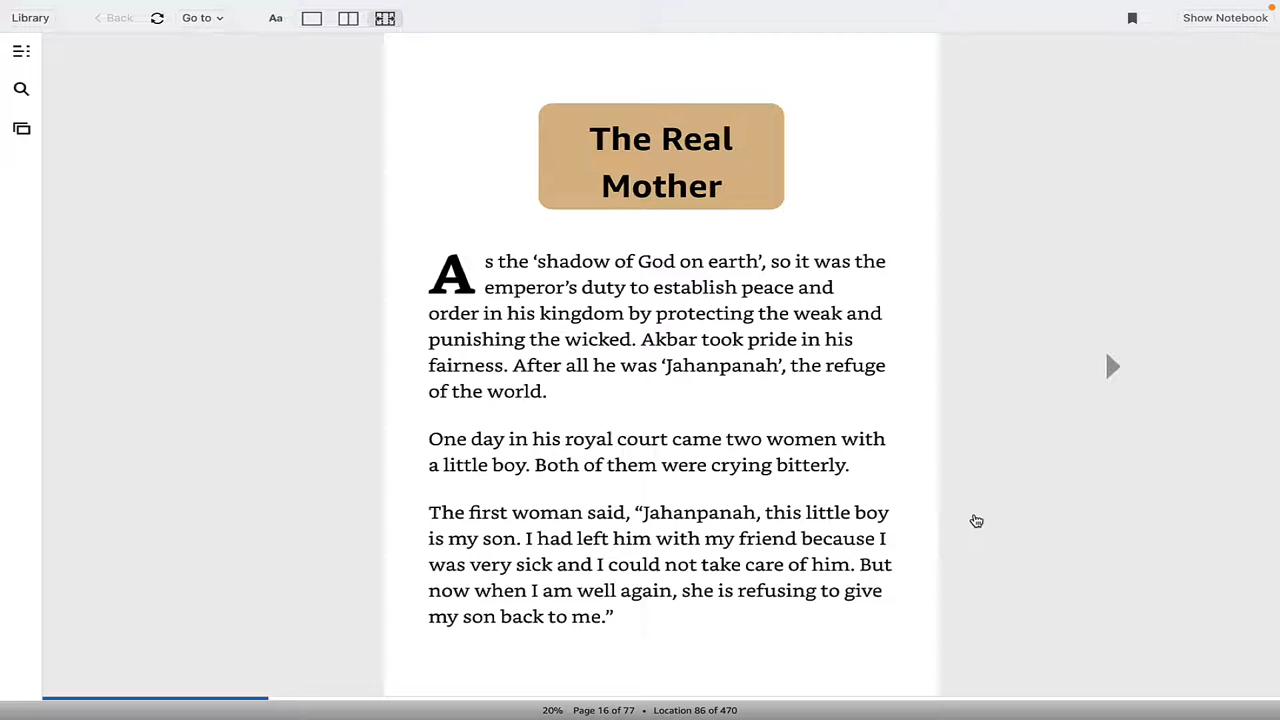 Library
Back
Go to
Aa
Show Notebook
The Real
Mother
As the ‘shadow of God on earth’, so it was the
emperor’s duty to establish peace and
order in his kingdom by protecting the weak and
punishing the wicked. Akbar took pride in his
fairness. After all he was ‘Jahanpanah’, the refuge
of the world.
One day in his royal court came two women with
a little boy. Both of them were crying bitterly.
The first woman said, “Jahanpanah, this little boy
is my son. I had left him with my friend because I
was very sick and I could not take care of him. But
now when I am well again, she is refusing to give
my son back to me.”
20% Page 16 of 77 • Location 86 of 470